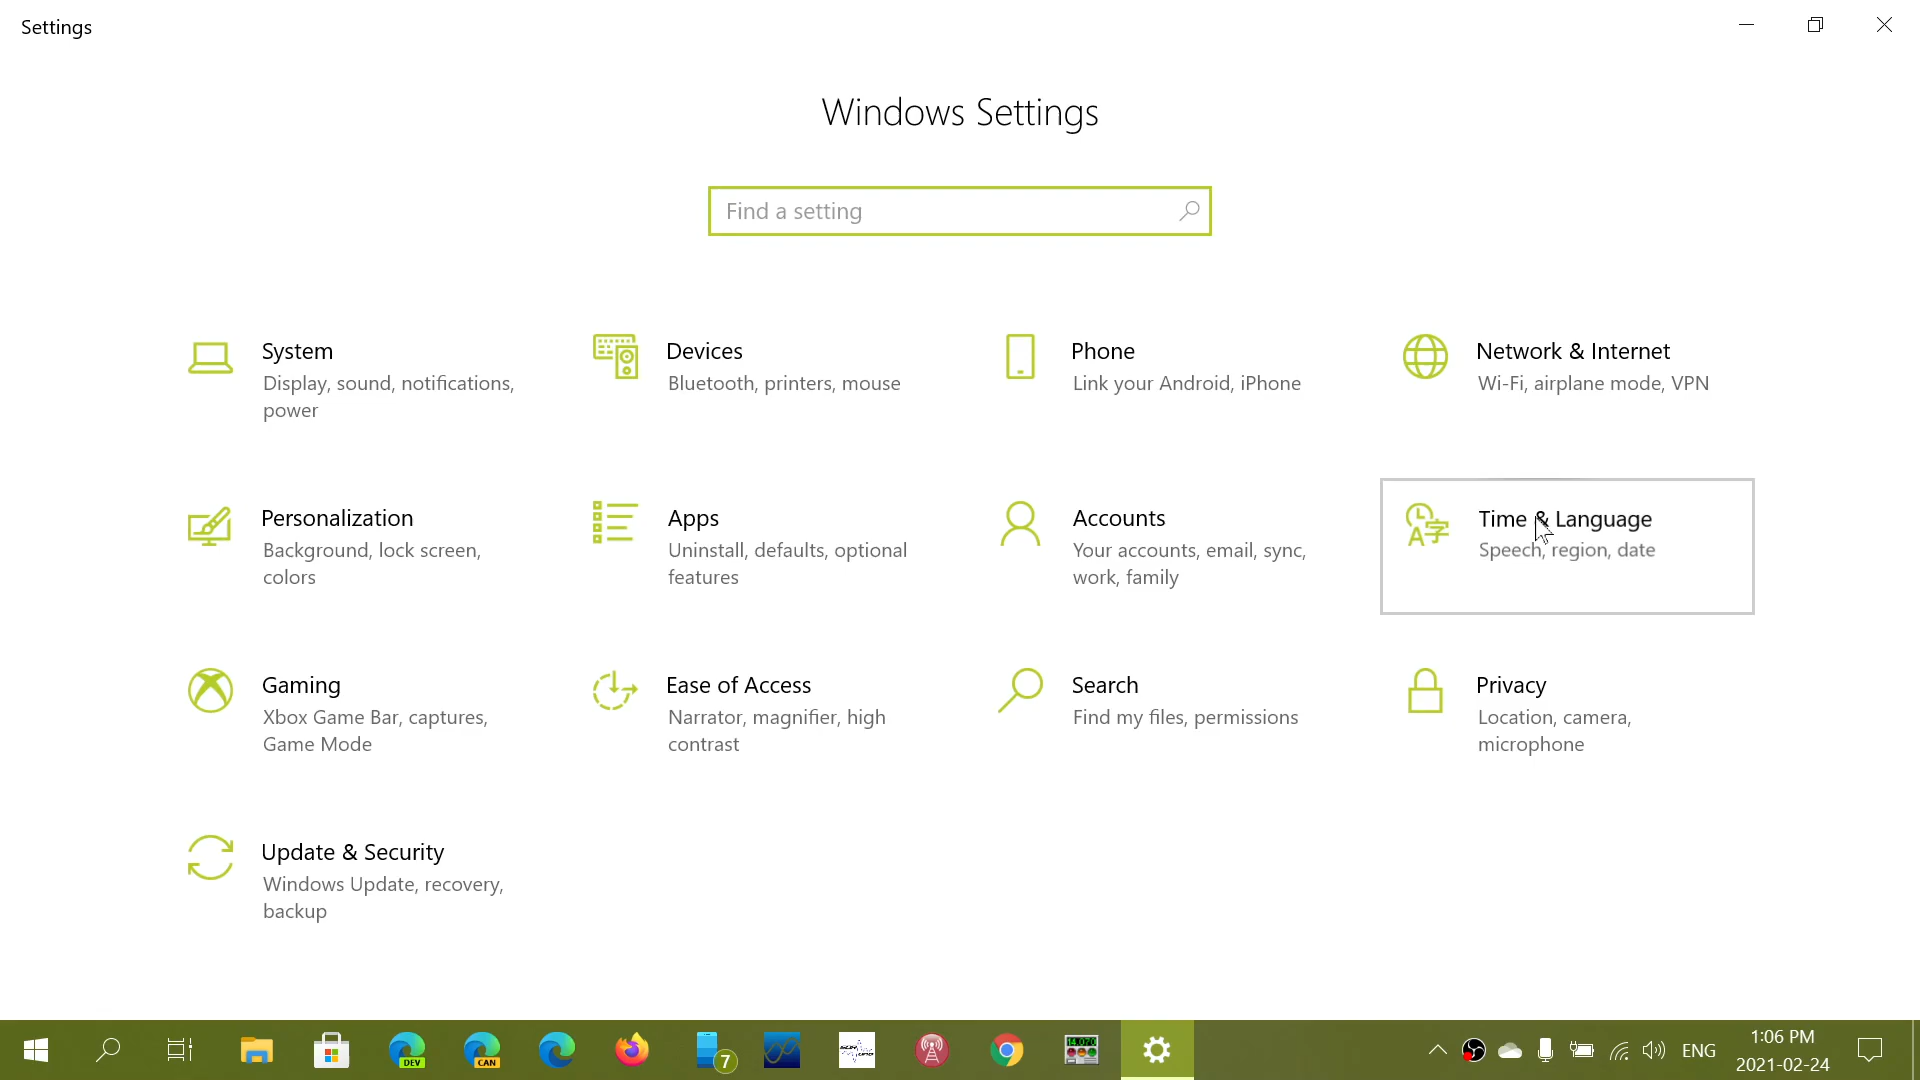 Settings
Windows Settings
Find a setting
System
Display, sound, notifications,
power
Devices
Bluetooth, printers, mouse
Phone
Link your Android, iPhone
Network & Internet
Wi-Fi, airplane mode, VPN
Personalization
Background, lock screen,
colors
Apps
Uninstall, defaults, optional
features
Accounts
Your accounts, email, sync,
work, family
Time & Language
Speech, region, date
Gaming
Xbox Game Bar, captures,
Game Mode
Ease of Access
Narrator, magnifier, high
contrast
Search
Find my files, permissions
Privacy
Location, camera,
microphone
Update & Security
Windows Update, recovery,
backup
DEV
CAN
7
14.070
ENG
1:06 PM
2021-02-24